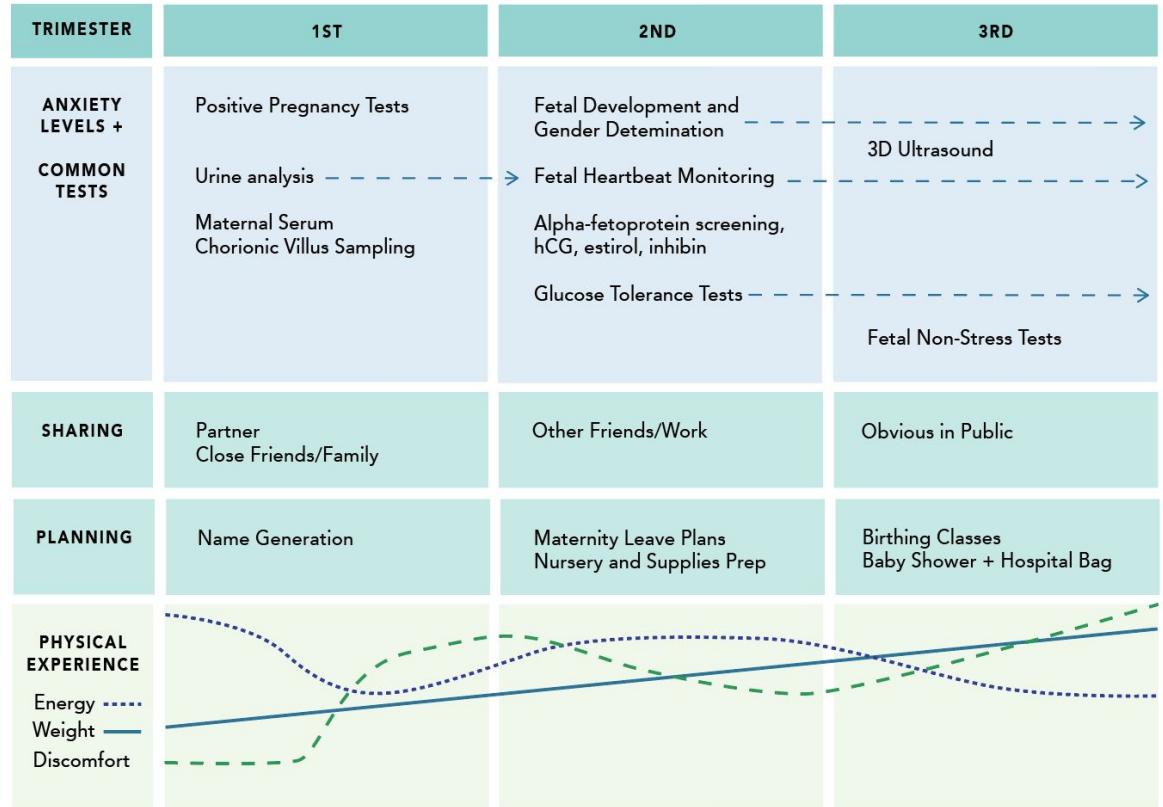 TRIMESTER
1ST
2ND
3RD
ANXIETY
LEVELS +
COMMON
TESTS
Positive Pregnancy Tests
Urine analysis
Maternal Serum
Chorionic Villus Sampling
Fetal Development and
Gender Detemination
Fetal Heartbeat Monitoring
Alpha-fetoprotein screening,
hCG, estirol, inhibin
Glucose Tolerance Tests
3D Ultrasound
Fetal Non-Stress Tests
SHARING
Partner
Close Friends/Family
Other Friends/Work
Obvious in Public
PLANNING
Name Generation
Maternity Leave Plans
Nursery and Supplies Prep
Birthing Classes
Baby Shower + Hospital Bag
PHYSICAL
EXPERIENCE
Energy
Weight
Discomfort